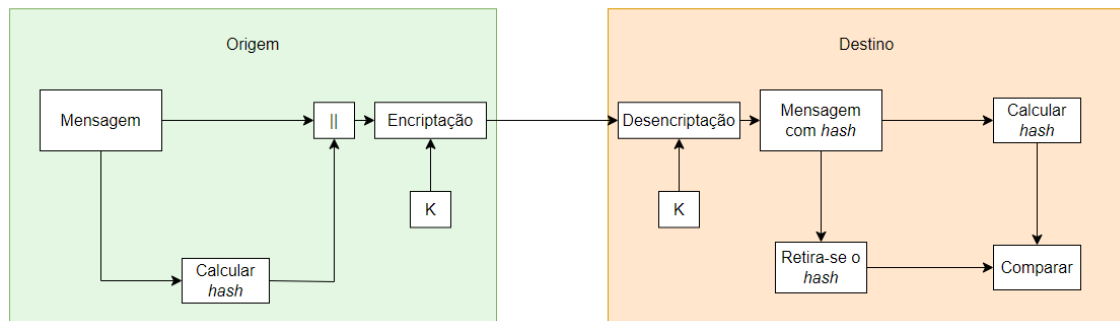 Origem
Destino
Mensagem
||
Encriptação
Desencriptação
Mensagem
com hash
Calcular
hash
K
K
Calcular
hash
Retira-se o
hash
Comparar